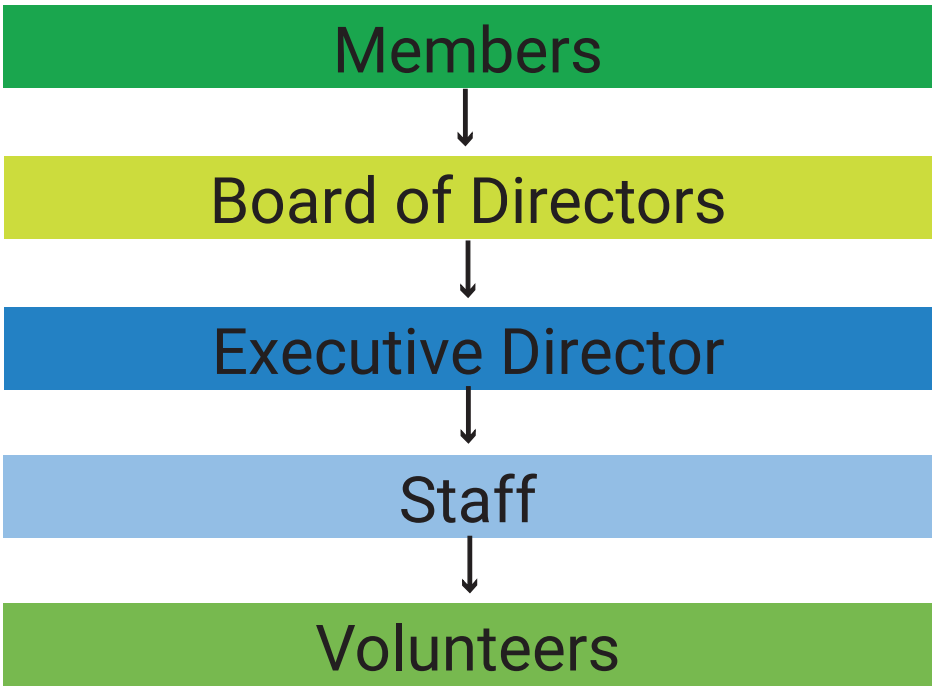 Members
Board of Directors
Executive Director
Staff
Volunteers